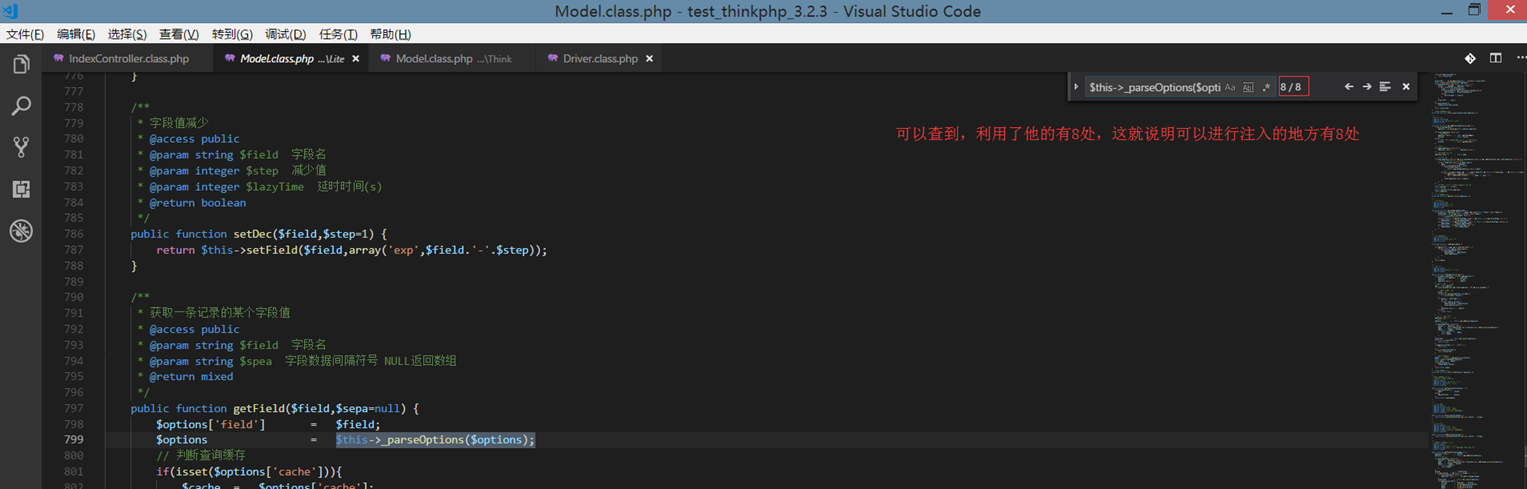 Model.class.php - test_thinkphp_3.2.3 - Visual Studio Code
文件(F) 编辑(E) 选择(S) 查看(V) 转到(G) 调试(D) 任务(T) 帮助(H)
IndexController.class.php Model.class.php ...\Lite Model.class.php ...\Think Driver.class.php
$this->_parseOptions($opti Aa Ab| .* 8/8
可以查到，利用了他的有8处，这就说明可以进行注入的地方有8处
776 }
777
778 /**
779 * 字段值减少
780 * @access public
781 * @param string $field 字段名
782 * @param integer $step 减少值
783 * @param integer $lazyTime 延时时间(s)
784 * @return boolean
785 */
786 public function setDec($field,$step=1) {
787 return $this->setField($field,array('exp',$field.'-'.$step));
788 }
789
790 /**
791 * 获取一条记录的某个字段值
792 * @access public
793 * @param string $field 字段名
794 * @param string $spea 字段数据间隔符号 NULL返回数组
795 * @return mixed
796 */
797 public function getField($field,$sepa=null) {
798 $options['field'] = $field;
799 $options = $this->_parseOptions($options);
800 // 判断查询缓存
801 if(isset($options['cache'])){
802 $cache = $options['cache'];